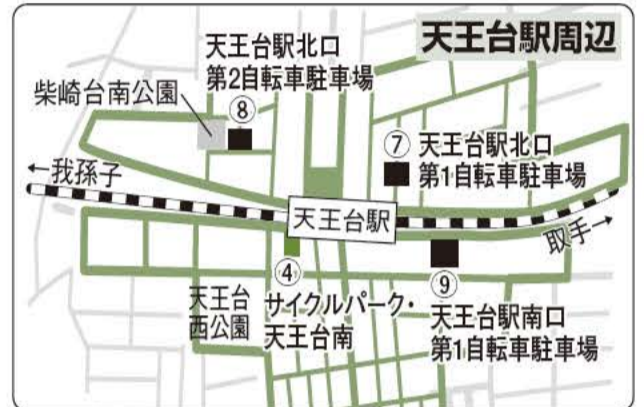 天王台駅周辺
天王台駅北口
第2自転車駐車場
柴崎台南公園
⑧
⑦
天王台駅北口
第1自転車駐車場
←我孫子
天王台駅
取手→
④
⑨
天王台
西公園
サイクルパーク・
天王台南
天王台駅南口
第1自転車駐車場